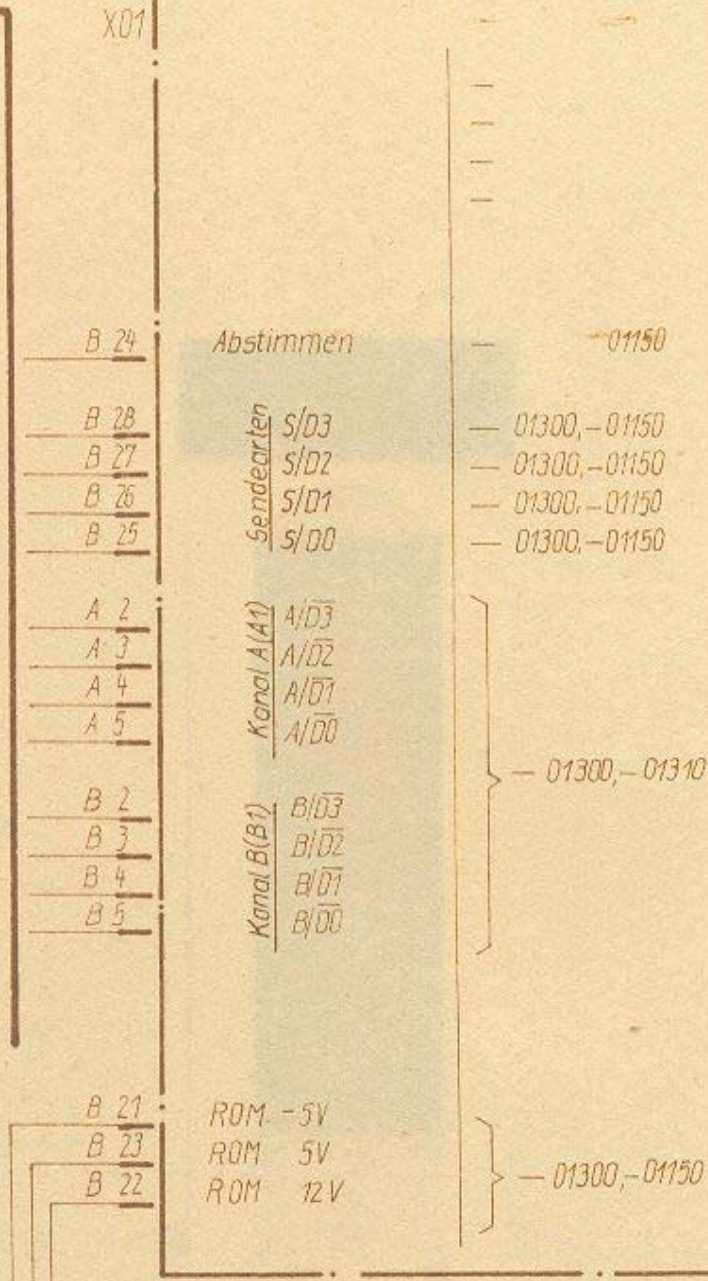 X01
B 24 Abstimmen — 01150
Sendearten
B 28 S/D3 — 01300,—01150
B 27 S/D2 — 01300,—01150
B 26 S/D1 — 01300,—01150
B 25 S/D0 — 01300,—01150
Kanal A(A1)
A 2 A/D̅3̅
A 3 A/D̅2̅
A 4 A/D̅1̅
A 5 A/D̅0̅
— 01300,—01310
Kanal B(B1)
B 2 B/D̅3̅
B 3 B/D̅2̅
B 4 B/D̅1̅
B 5 B/D̅0̅
B 21 ROM -5V
B 23 ROM 5V
B 22 ROM 12V
— 01300,—01150